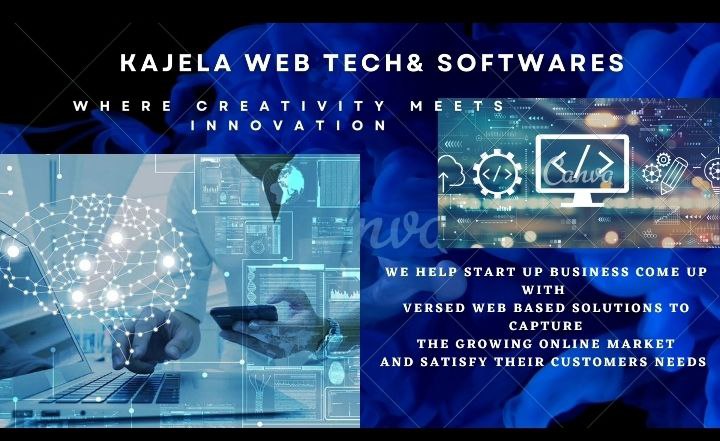 KAJELA WEB TECH& SOFTWARES
WHERE CREATIVITY MEETS
INNOVATION
</>
</>
Canva
nva
WE HELP START UP BUSINESS COME UP
WITH
VERSED WEB BASED SOLUTIONS TO
CAPTURE
THE GROWING ONLINE MARKET
AND SATISFY THEIR CUSTOMERS NEEDS